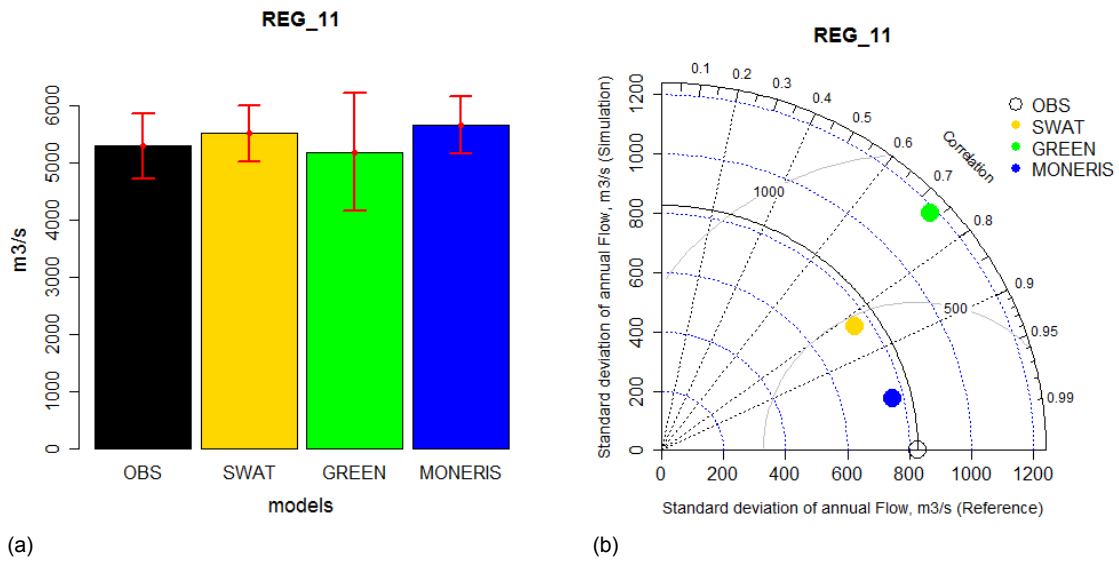 REG_11
m3/s
6000
5000
4000
3000
2000
1000
0
OBS SWAT GREEN MONERIS
models
(a)
REG_11
Standard deviation of annual Flow, m3/s (Simulation)
1200
1000
800
600
400
200
0
0.1 0.2 0.3 0.4 0.5 0.6 0.7 0.8 0.9 0.95 0.99
Correlation
1000
500
OBS
SWAT
GREEN
MONERIS
0 200 400 600 800 1000 1200
Standard deviation of annual Flow, m3/s (Reference)
(b)